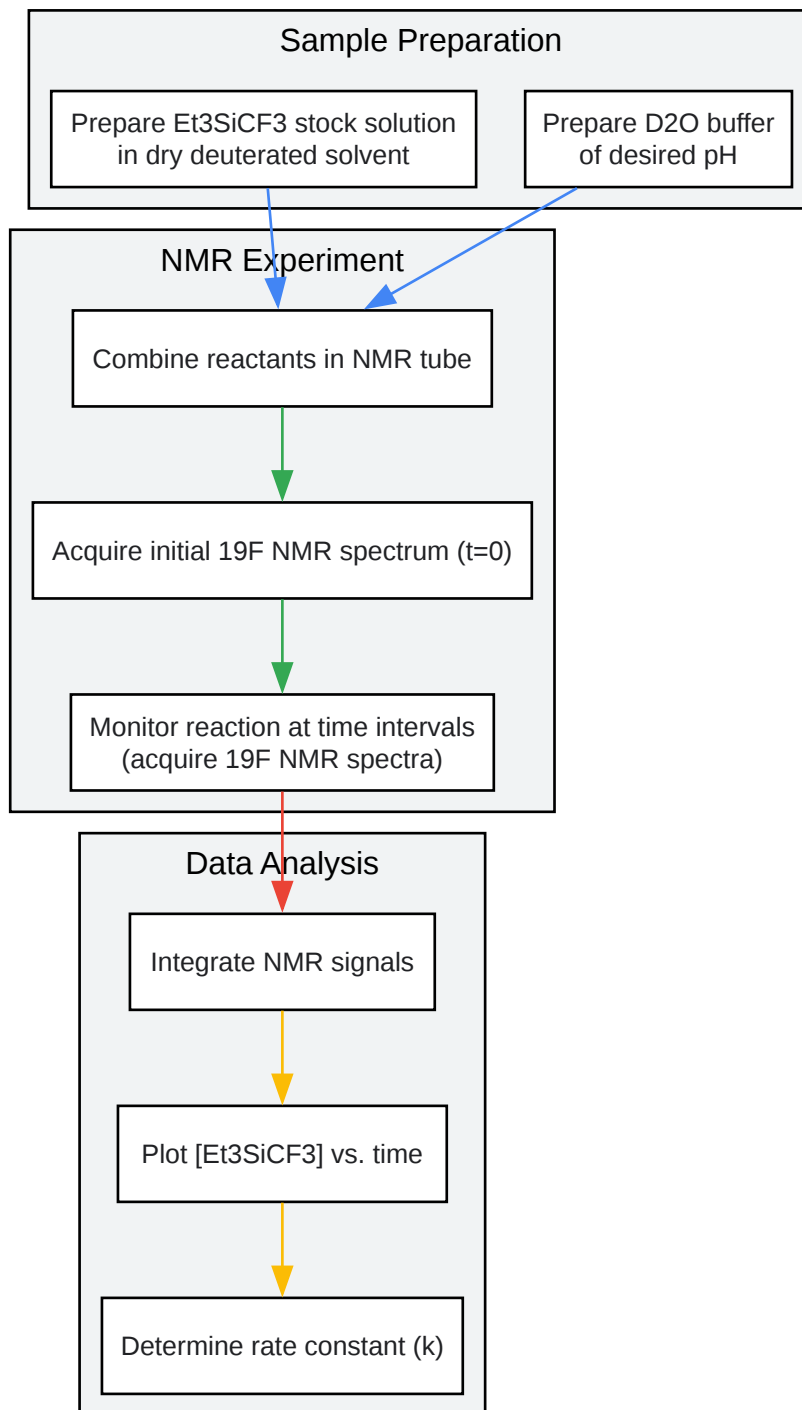 Sample Preparation
Prepare Et3SiCF3 stock solution
in dry deuterated solvent
Prepare D2O buffer
of desired pH
NMR Experiment
Combine reactants in NMR tube
Acquire initial 19F NMR spectrum (t=0)
Monitor reaction at time intervals
(acquire 19F NMR spectra)
Data Analysis
Integrate NMR signals
Plot [Et3SiCF3] vs. time
Determine rate constant (k)